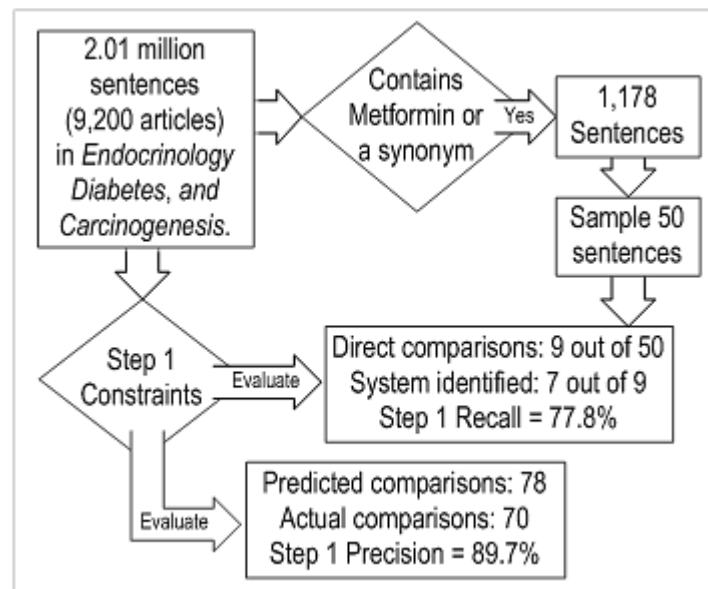 2.01 million
sentences
(9,200 articles)
in Endocrinology
Diabetes, and
Carcinogenesis.
Contains
Metformin or
a synonym
Yes
1,178
Sentences
Sample 50
sentences
Step 1
Constraints
Evaluate
Direct comparisons: 9 out of 50
System identified: 7 out of 9
Step 1 Recall = 77.8%
Evaluate
Predicted comparisons: 78
Actual comparisons: 70
Step 1 Precision = 89.7%